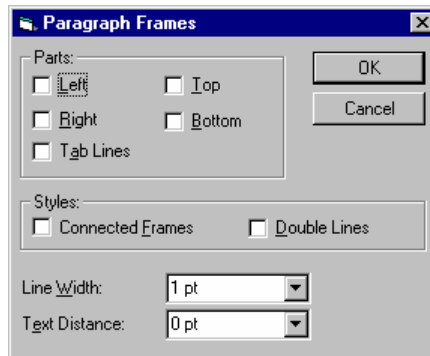 Paragraph Frames
Parts:
Left
Top
OK
Right
Bottom
Cancel
Tab Lines
Styles:
Connected Frames
Double Lines
Line Width:
1 pt
Text Distance:
0 pt